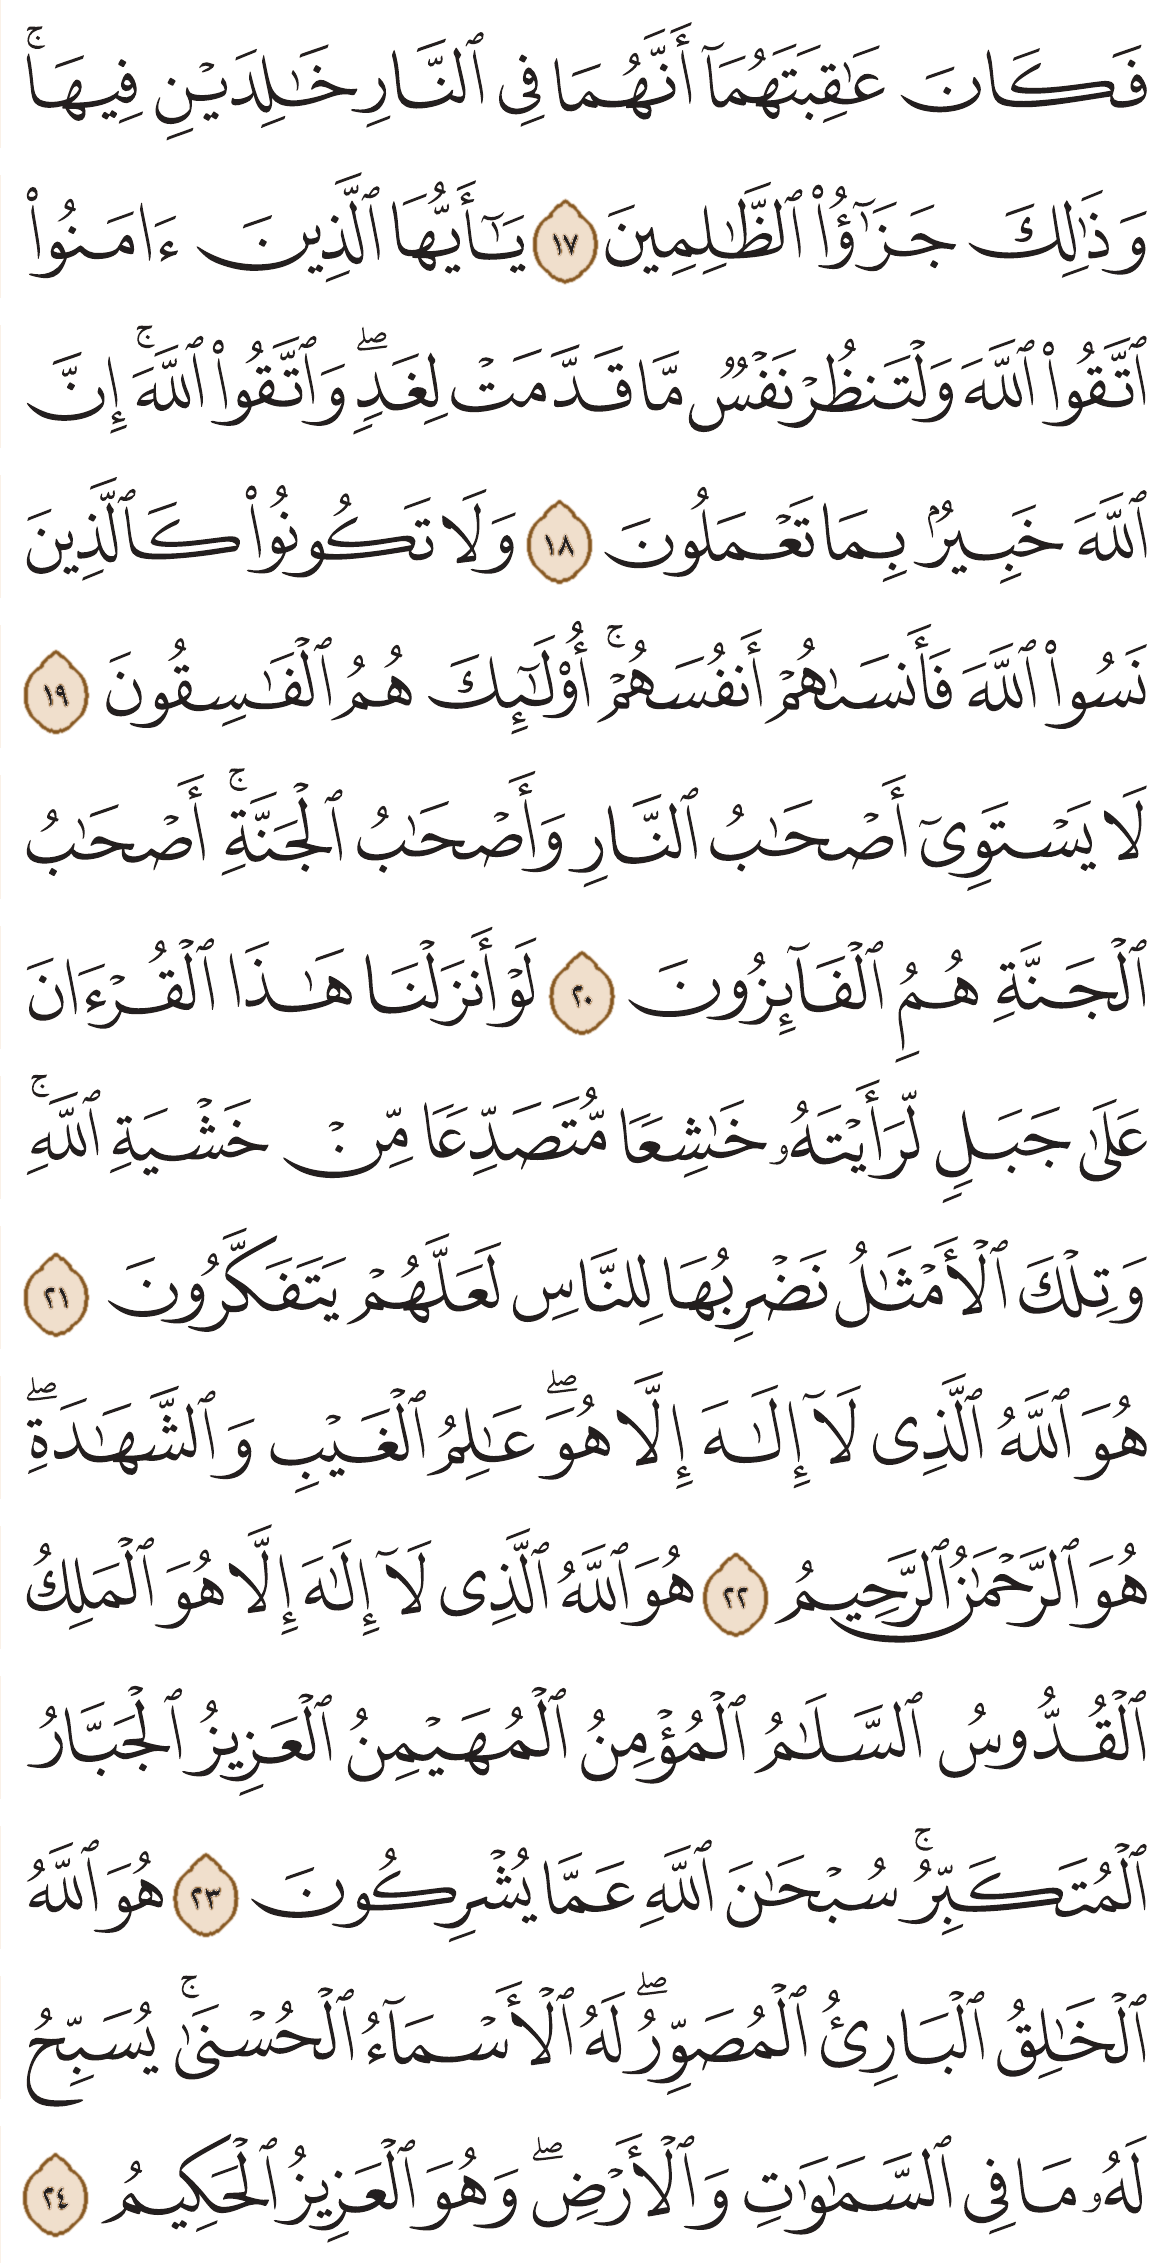 فَكَانَ عَٰقِبَتَهُمَآ أَنَّهُمَا فِي ٱلنَّارِ خَٰلِدَيۡنِ فِيهَاۚ
وَذَٰلِكَ جَزَٰٓؤُاْ ٱلظَّٰلِمِينَ ١٧ يَٰٓأَيُّهَا ٱلَّذِينَ ءَامَنُواْ
ٱتَّقُواْ ٱللَّهَ وَلۡتَنظُرۡ نَفۡسٞ مَّا قَدَّمَتۡ لِغَدِۖ وَٱتَّقُواْ ٱللَّهَۚ إِنَّ
ٱللَّهَ خَبِيرُۢ بِمَا تَعۡمَلُونَ ١٨ وَلَا تَكُونُواْ كَٱلَّذِينَ
نَسُواْ ٱللَّهَ فَأَنسَىٰهُمۡ أَنفُسَهُمۡۚ أُوْلَٰٓئِكَ هُمُ ٱلۡفَٰسِقُونَ ١٩
لَا يَسۡتَوِيٓ أَصۡحَٰبُ ٱلنَّارِ وَأَصۡحَٰبُ ٱلۡجَنَّةِۚ أَصۡحَٰبُ
ٱلۡجَنَّةِ هُمُِ ٱلۡفَآئِزُونَ ٢٠ لَوۡ أَنزَلۡنَا هَٰذَا ٱلۡقُرۡءَانَ
عَلَىٰ جَبَلِ لَّرَأَيۡتَهُۥ خَٰشِعَا مُّتَصَدِّعَا مِّنۡ خَشۡيَةِ ٱللَّهِۚ
وَتِلۡكَ ٱلۡأَمۡثَٰلُ نَضۡرِبُهَا لِلنَّاسِ لَعَلَّهُمۡ يَتَفَكَّرُونَ ٢١
هُوَ ٱللَّهُ ٱلَّذِي لَآ إِلَٰهَ إِلَّا هُوَۖ عَٰلِمُ ٱلۡغَيۡبِ وَٱلشَّهَٰدَةِۖ
هُوَ ٱلرَّحۡمَٰنُ ٱلرَّحِيمُ ٢٢ هُوَ ٱللَّهُ ٱلَّذِي لَآ إِلَٰهَ إِلَّا هُوَ ٱلۡمَلِكُ
ٱلۡقُدُّوسُ ٱلسَّلَٰمُ ٱلۡمُؤۡمِنُ ٱلۡمُهَيۡمِنُ ٱلۡعَزِيزُ ٱلۡجَبَّارُ
ٱلۡمُتَكَبِّرُۚ سُبۡحَٰنَ ٱللَّهِ عَمَّا يُشۡرِكُونَ ٢٣ هُوَ ٱللَّهُ
ٱلۡخَٰلِقُ ٱلۡبَارِئُ ٱلۡمُصَوِّرُۖ لَهُ ٱلۡأَسۡمَآءُ ٱلۡحُسۡنَىٰۚ يُسَبِّحُ
لَهُۥ مَا فِي ٱلسَّمَٰوَٰتِ وَٱلۡأَرۡضِۖ وَهُوَ ٱلۡعَزِيزُ ٱلۡحَكِيمُ ٢٤